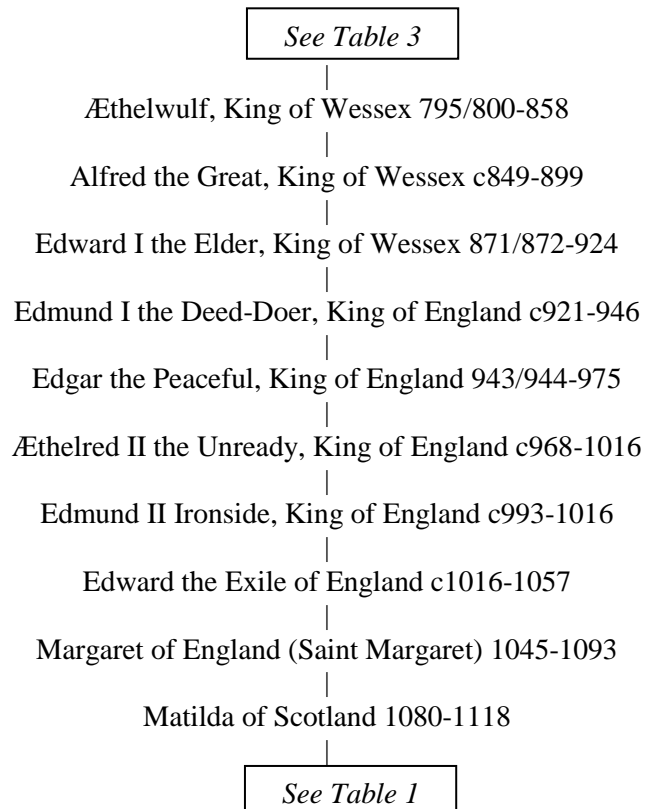 See Table 3
Æthelwulf, King of Wessex 795/800-858
Alfred the Great, King of Wessex c849-899
Edward I the Elder, King of Wessex 871/872-924
Edmund I the Deed-Doer, King of England c921-946
Edgar the Peaceful, King of England 943/944-975
Æthelred II the Unready, King of England c968-1016
Edmund II Ironside, King of England c993-1016
Edward the Exile of England c1016-1057
Margaret of England (Saint Margaret) 1045-1093
Matilda of Scotland 1080-1118
See Table 1